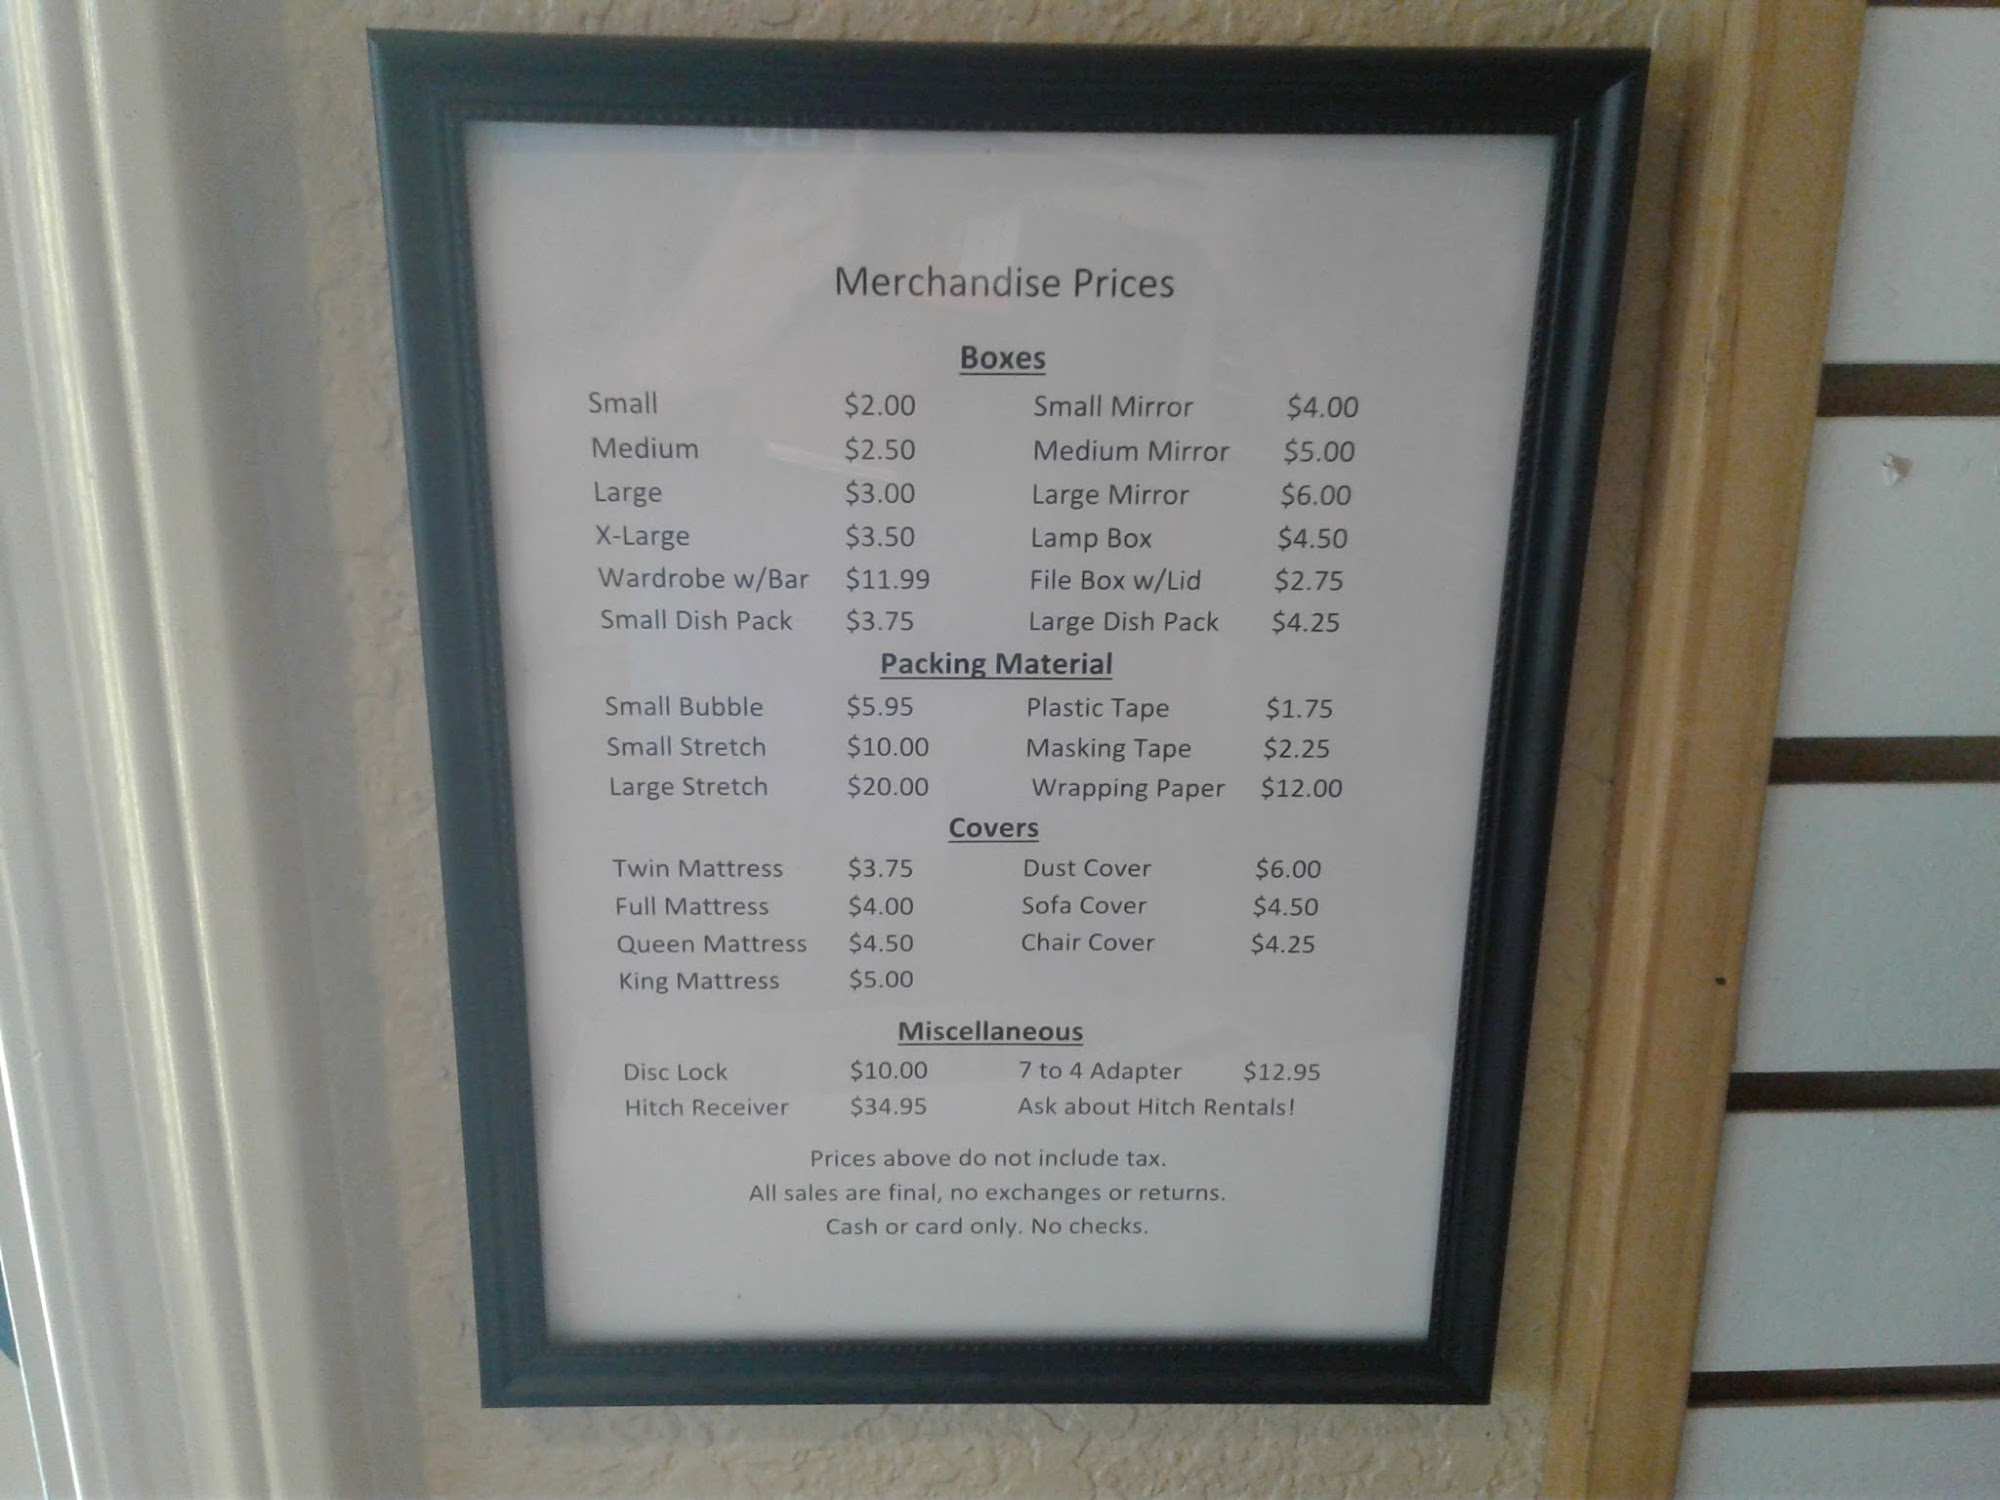 Merchandise Prices
Boxes
Small $2.00 Small Mirror $4.00
Medium $2.50 Medium Mirror $5.00
Large $3.00 Large Mirror $6.00
X-Large $3.50 Lamp Box $4.50
Wardrobe w/Bar $11.99 File Box w/Lid $2.75
Small Dish Pack $3.75 Large Dish Pack $4.25
Packing Material
Small Bubble $5.95 Plastic Tape $1.75
Small Stretch $10.00 Masking Tape $2.25
Large Stretch $20.00 Wrapping Paper $12.00
Covers
Twin Mattress $3.75 Dust Cover $6.00
Full Mattress $4.00 Sofa Cover $4.50
Queen Mattress $4.50 Chair Cover $4.25
King Mattress $5.00
Miscellaneous
Disc Lock $10.00 7 to 4 Adapter $12.95
Hitch Receiver $34.95 Ask about Hitch Rentals!
Prices above do not include tax.
All sales are final, no exchanges or returns.
Cash or card only. No checks.